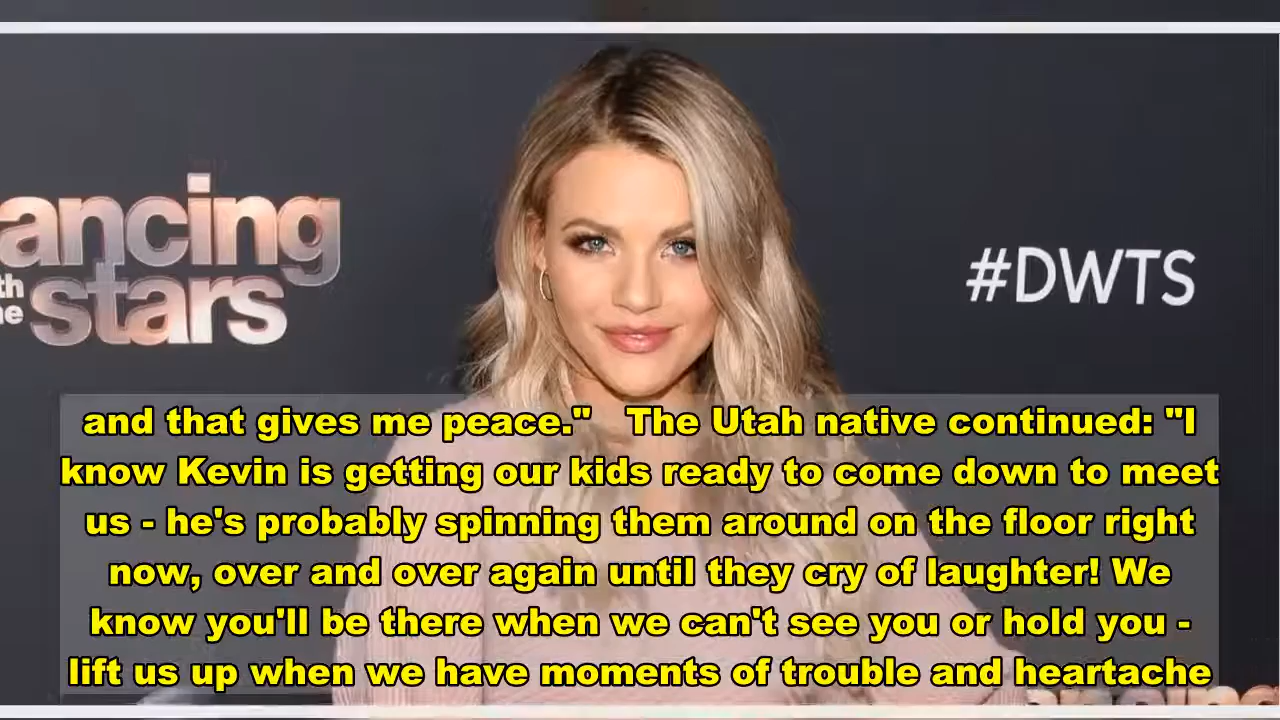 ancing
th
stars
#DWTS
and that gives me peace."   The Utah native continued: "I
know Kevin is getting our kids ready to come down to meet
us - he's probably spinning them around on the floor right
now, over and over again until they cry of laughter! We
know you'll be there when we can't see you or hold you -
lift us up when we have moments of trouble and heartache